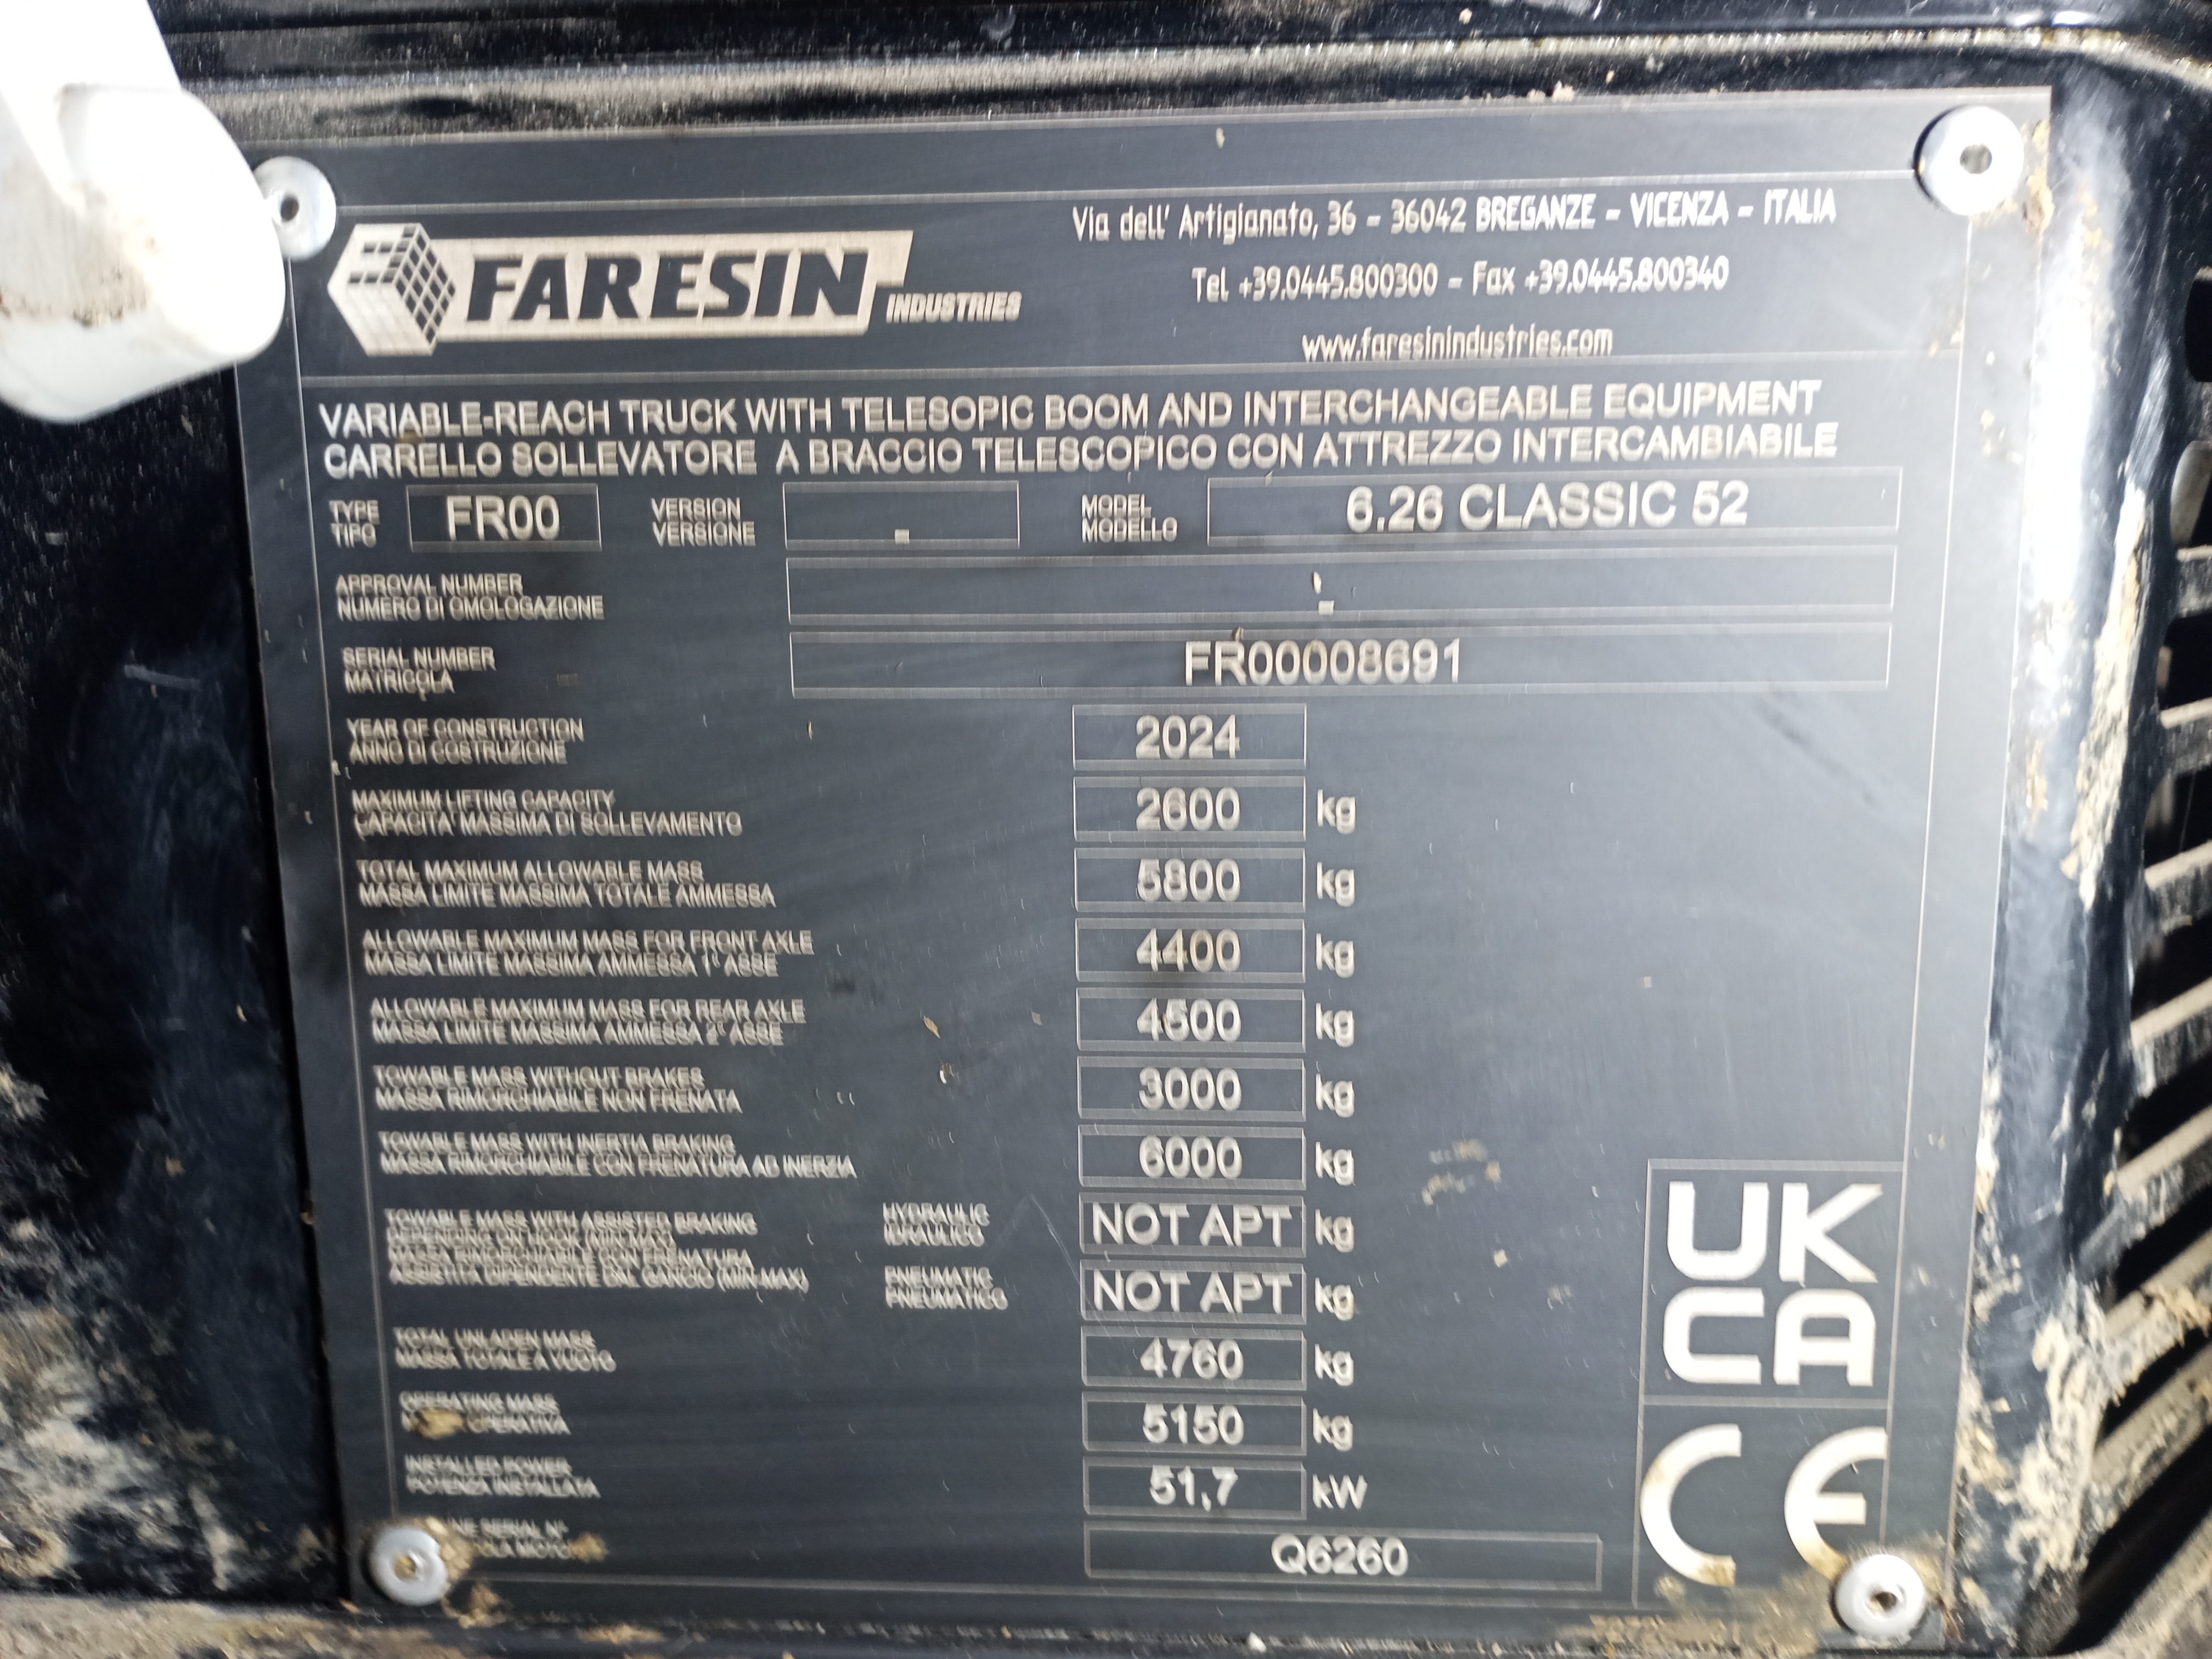 FARESIN
INDUSTRIES
Via dell' Artigianato, 36 - 36042 BREGANZE - VICENZA - ITALIA
Tel +39.0445.800300 - Fax +39.0445.800340
www.faresinindustries.com
VARIABLE-REACH TRUCK WITH TELESOPIC BOOM AND INTERCHANGEABLE EQUIPMENT
CARRELLO SOLLEVATORE A BRACCIO TELESCOPICO CON ATTREZZO INTERCAMBIABILE
TYPE
TIPO
FR00
VERSION
VERSIONE
-
MODEL
MODELLO
6.26 CLASSIC 52
APPROVAL NUMBER
NUMERO DI OMOLOGAZIONE
-
SERIAL NUMBER
MATRICOLA
FR00008691
YEAR OF CONSTRUCTION
ANNO DI COSTRUZIONE
2024
MAXIMUM LIFTING CAPACITY
CAPACITA' MASSIMA DI SOLLEVAMENTO
2600 kg
TOTAL MAXIMUM ALLOWABLE MASS
MASSA LIMITE MASSIMA TOTALE AMMESSA
5800 kg
ALLOWABLE MAXIMUM MASS FOR FRONT AXLE
MASSA LIMITE MASSIMA AMMESSA 1° ASSE
4400 kg
ALLOWABLE MAXIMUM MASS FOR REAR AXLE
MASSA LIMITE MASSIMA AMMESSA 2° ASSE
4500 kg
TOWABLE MASS WITHOUT BRAKES
MASSA RIMORCHIABILE NON FRENATA
3000 kg
TOWABLE MASS WITH INERTIA BRAKING
MASSA RIMORCHIABILE CON FRENATURA AD INERZIA
6000 kg
TOWABLE MASS WITH ASSISTED BRAKING
DEPENDING ON HOOK (MIN-MAX)
MASSA RIMORCHIABILE CON FRENATURA
ASSISTITA DIPENDENTE DAL GANCIO (MIN-MAX)
HYDRAULIC
IDRAULICO
NOT APT kg
PNEUMATIC
PNEUMATICO
NOT APT kg
TOTAL UNLADEN MASS
MASSA TOTALE A VUOTO
4760 kg
OPERATING MASS
OPERATIVA
5150 kg
INSTALLED POWER
POTENZA INSTALLATA
51,7 kW
SERIAL N°
Q6260
UK
CA
CE